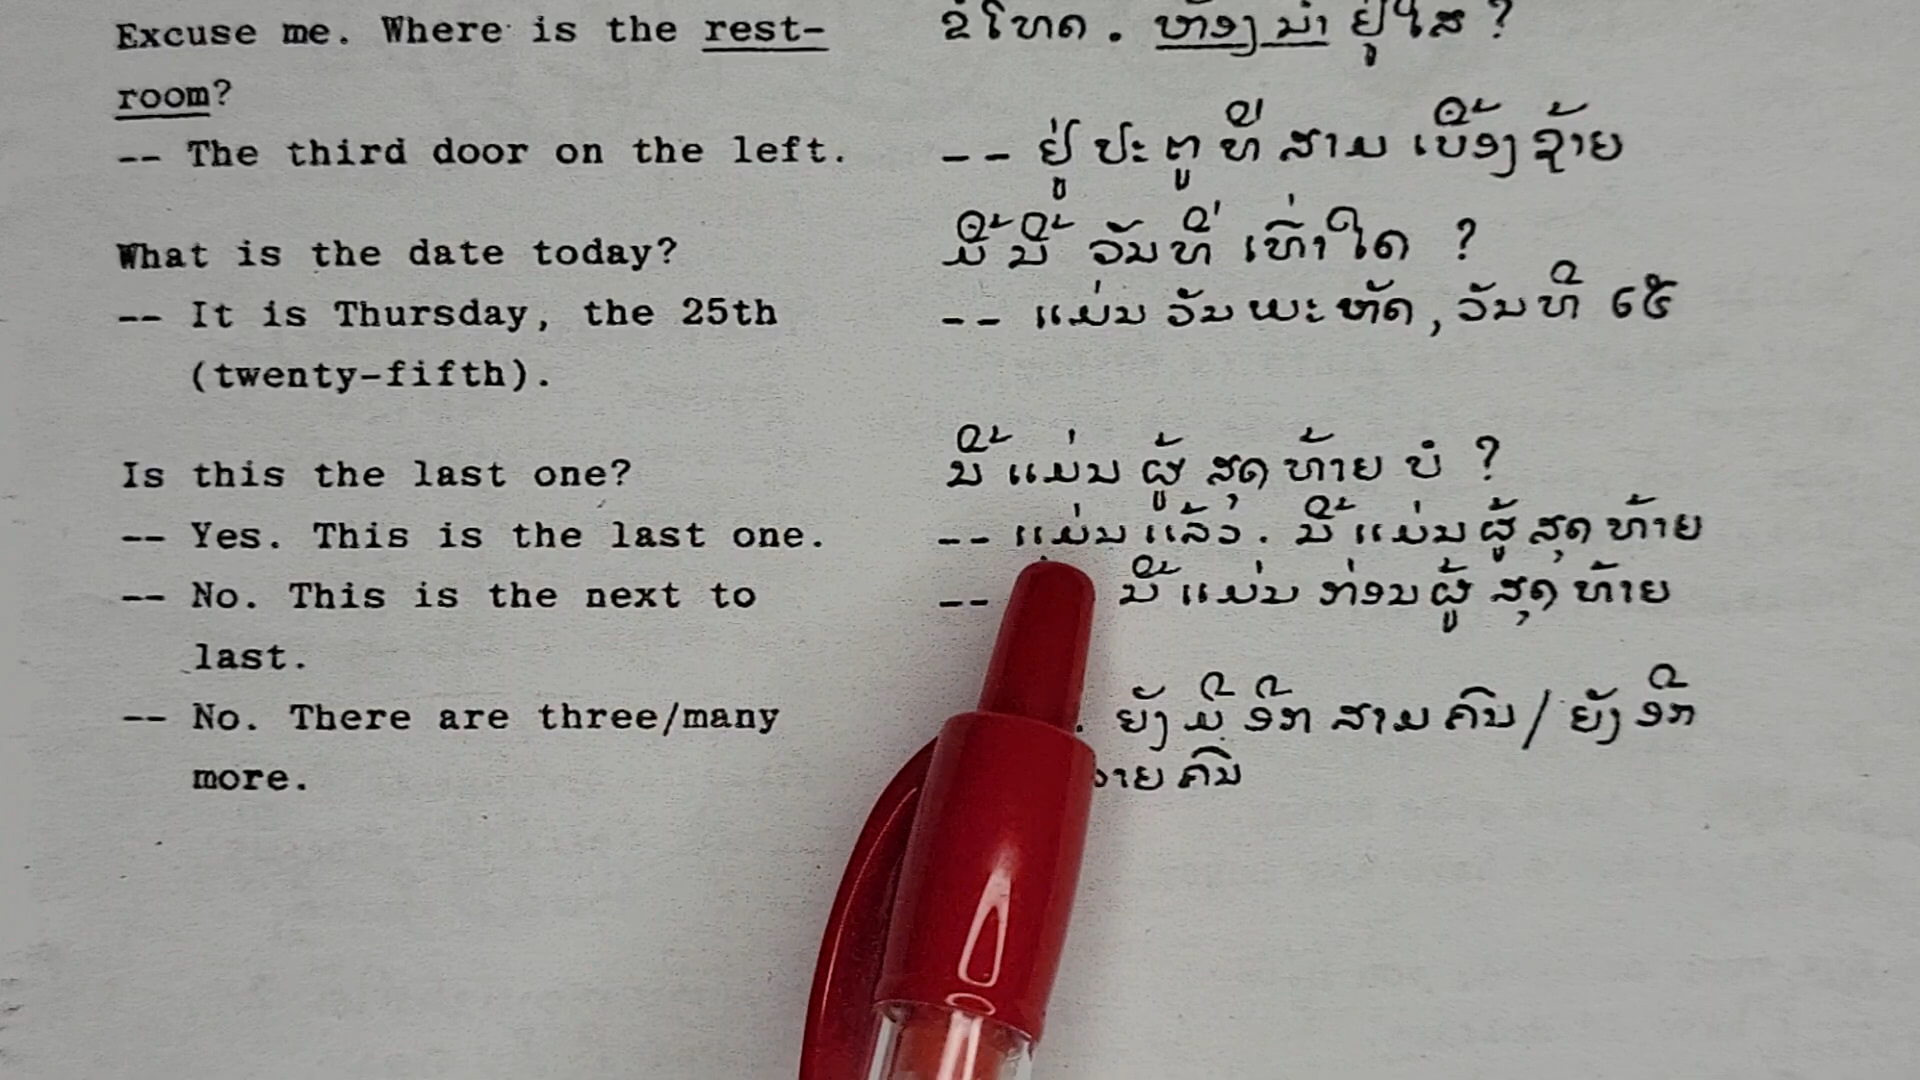 Excuse me. Where is the rest-
room?
-- The third door on the left.
What is the date today?
-- It is Thursday, the 25th
(twenty-fifth).
Is this the last one?
-- Yes. This is the last one.
-- No. This is the next to
last.
-- No. There are three/many
more.
ຂໍໂທດ. ຫ້ອງນໍ້າ ຢູ່ໃສ ?
-- ຢູ່ ປະຕູ ທີ່ ສາມ ເບື້ອງ ຊ້າຍ
ມື້ນີ້ ວັນທີ່ ເທົ່າໃດ ?
-- ແມ່ນ ວັນ ພະຫັດ, ວັນທີ ໒໕
ນີ້ ແມ່ນ ຜູ້ ສຸດ ທ້າຍ ບໍ ?
-- ແມ່ນ ແລ້ວ. ນີ້ ແມ່ນ ຜູ້ ສຸດ ທ້າຍ
-- ນີ້ ແມ່ນ ກ່ອນ ຜູ້ ສຸດ ທ້າຍ
. ຍັງ ມີ ອີກ ສາມ ຄົນ/ ຍັງ ອີກ
ຄົນ